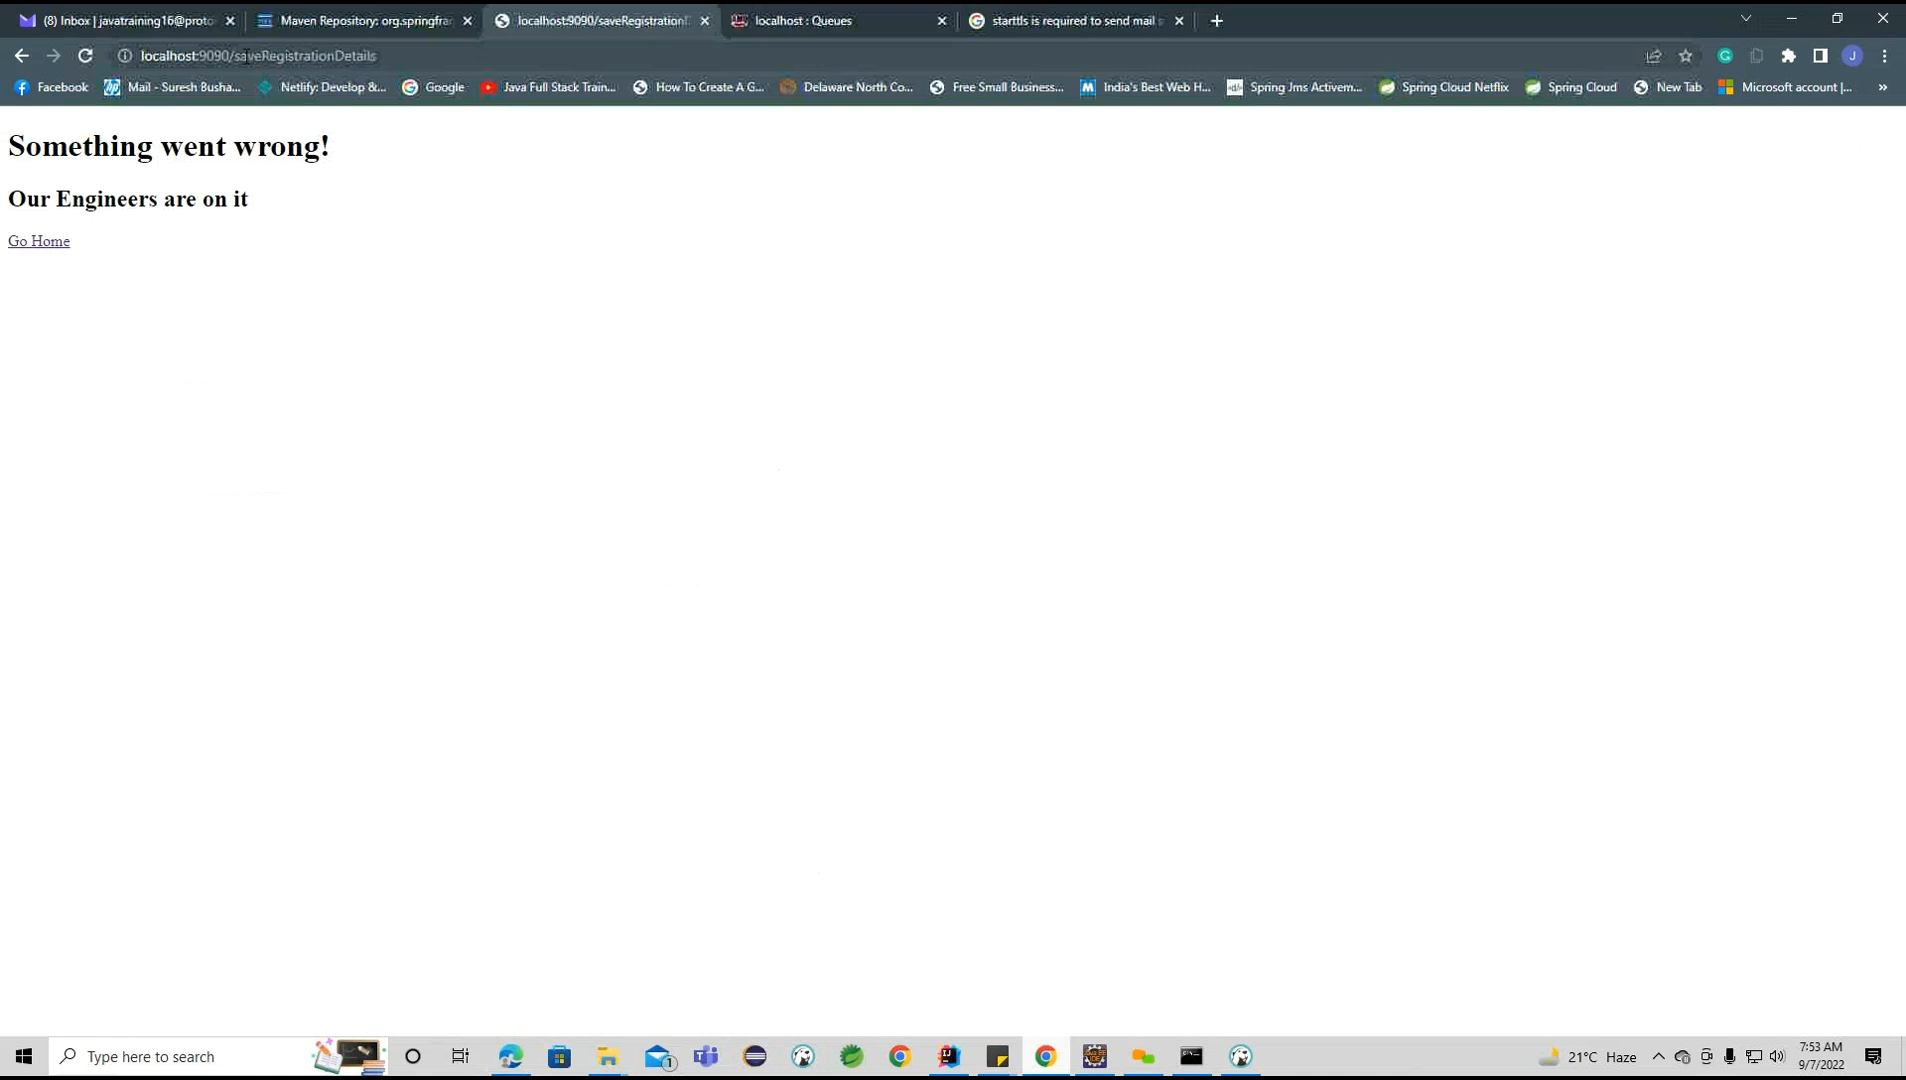 (8) Inbox | javatraining16@proto
Maven Repository: org.springfra
localhost:9090/saveRegistration
localhost : Queues
starttls is required to send mail
localhost:9090/saveRegistrationDetails
Facebook
Mail - Suresh Busha...
Netlify: Develop &...
Google
Java Full Stack Train...
How To Create A G...
Delaware North Co...
Free Small Business...
India's Best Web H...
Spring Jms Activem...
Spring Cloud Netflix
Spring Cloud
New Tab
Microsoft account |...
»
Something went wrong!
Our Engineers are on it
Go Home
Type here to search
21°C Haze
7:53 AM
9/7/2022